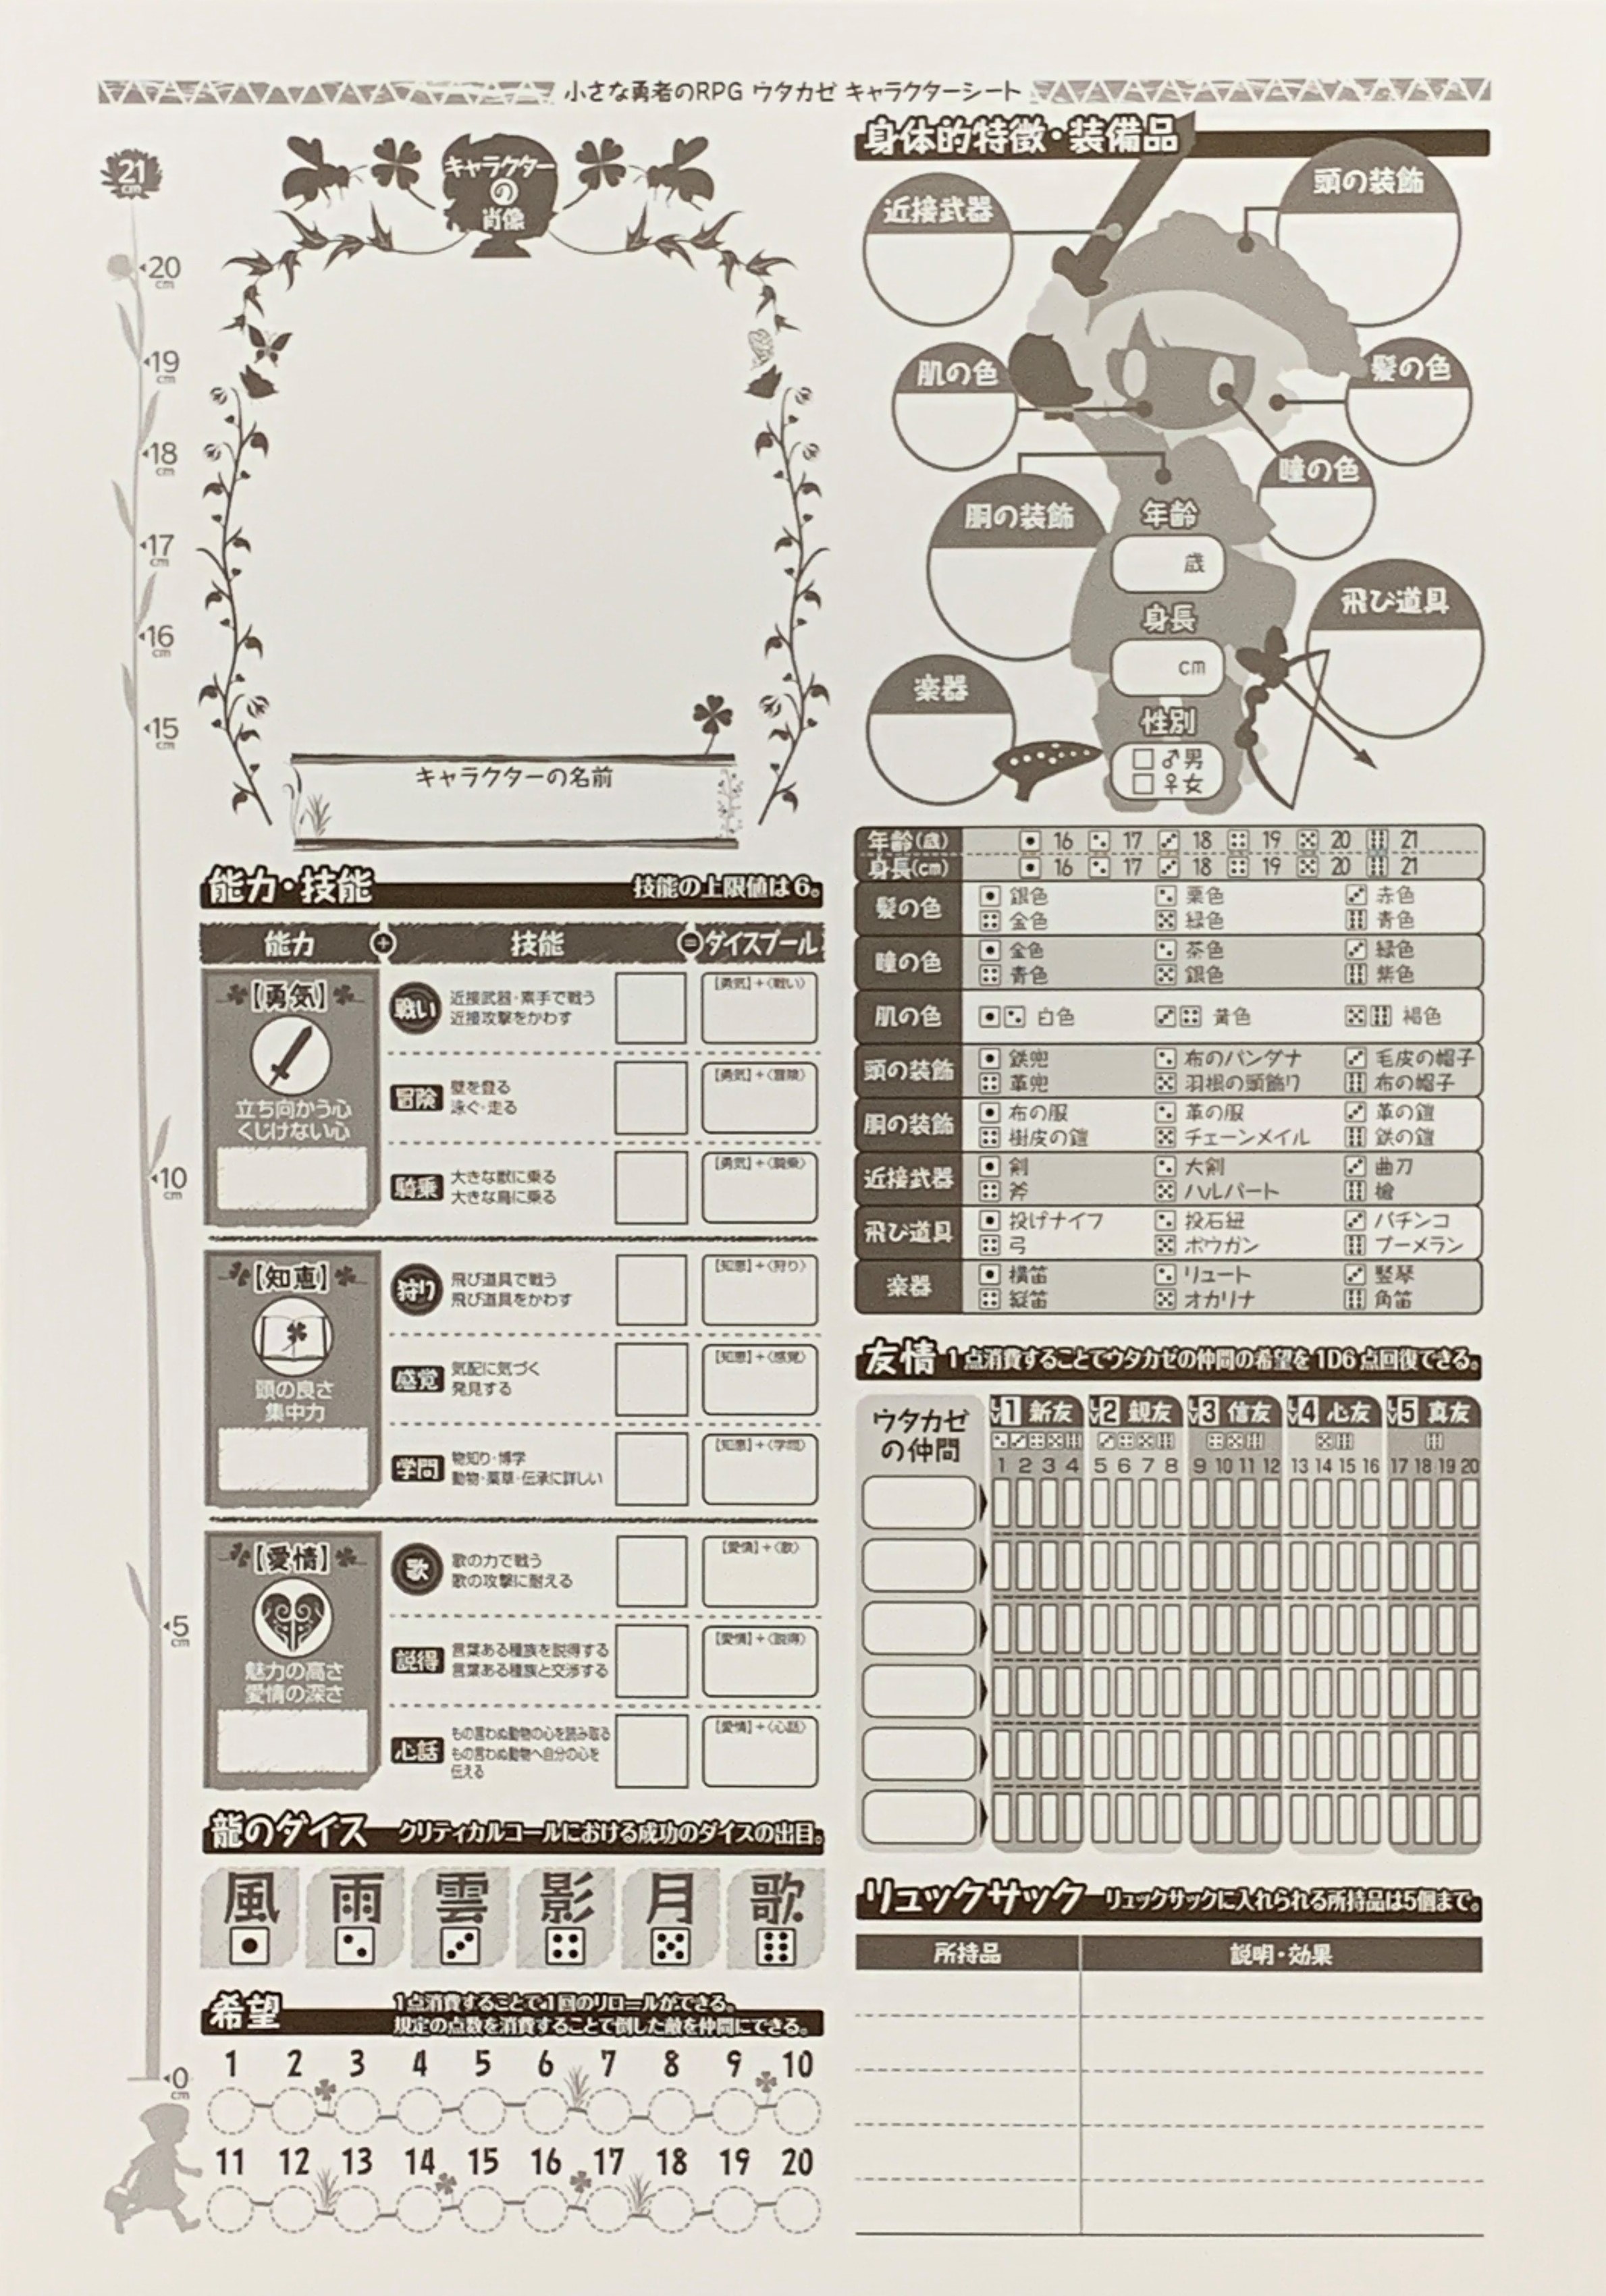 小さな勇者のRPG ウタカゼ キャラクターシート
21
cm
20
cm
19
cm
18
cm
17
cm
16
cm
15
cm
10
cm
5
cm
0
cm
キャラクター
の
肖像
キャラクターの名前
能力・技能 技能の上限値は6。
能力 + 技能 = ダイスプール
【勇気】
立ち向かう心
くじけない心
戦い
近接武器・素手で戦う
近接攻撃をかわす
【勇気】+〈戦い〉
冒険
壁を登る
泳ぐ・走る
【勇気】+〈冒険〉
騎乗
大きな獣に乗る
大きな鳥に乗る
【勇気】+〈騎乗〉
【知恵】
頭の良さ
集中力
狩り
飛び道具で戦う
飛び道具をかわす
【知恵】+〈狩り〉
感覚
気配に気づく
発見する
【知恵】+〈感覚〉
学問
物知り・博学
動物・薬草・伝承に詳しい
【知恵】+〈学問〉
【愛情】
魅力の高さ
愛情の深さ
歌
歌の力で戦う
歌の攻撃に耐える
【愛情】+〈歌〉
説得
言葉ある種族を説得する
言葉ある種族と交渉する
【愛情】+〈説得〉
心話
もの言わぬ動物の心を読み取る
もの言わぬ動物へ自分の心を
伝える
【愛情】+〈心話〉
龍のダイス クリティカルコールにおける成功のダイスの出目。
風 雨 雲 影 月 歌
希望
1点消費することで1回のリロールができる。
規定の点数を消費することで倒した敵を仲間にできる。
1 2 3 4 5 6 7 8 9 10
11 12 13 14 15 16 17 18 19 20
身体的特徴・装備品
近接武器
頭の装飾
肌の色
髪の色
瞳の色
胴の装飾
年齢
歳
身長
cm
性別
♂男
♀女
飛び道具
楽器
年齢(歳) 16 17 18 19 20 21
身長(cm) 16 17 18 19 20 21
髪の色
銀色 栗色 赤色
金色 緑色 青色
瞳の色
金色 茶色 緑色
青色 銀色 紫色
肌の色 白色 黄色 褐色
頭の装飾
鉄兜 布のバンダナ 毛皮の帽子
革兜 羽根の頭飾り 布の帽子
胴の装飾
布の服 革の服 革の鎧
樹皮の鎧 チェーンメイル 鉄の鎧
近接武器
剣 大剣 曲刀
斧 ハルバート 槍
飛び道具
投げナイフ 投石紐 パチンコ
弓 ボウガン ブーメラン
楽器
横笛 リュート 竪琴
縦笛 オカリナ 角笛
友情 1点消費することでウタカゼの仲間の希望を1D6点回復できる。
ウタカゼ
の仲間
LV1 新友 LV2 親友 LV3 信友 LV4 心友 LV5 真友
1 2 3 4 5 6 7 8 9 10 11 12 13 14 15 16 17 18 19 20
リュックサック リュックサックに入れられる所持品は5個まで。
所持品 説明・効果